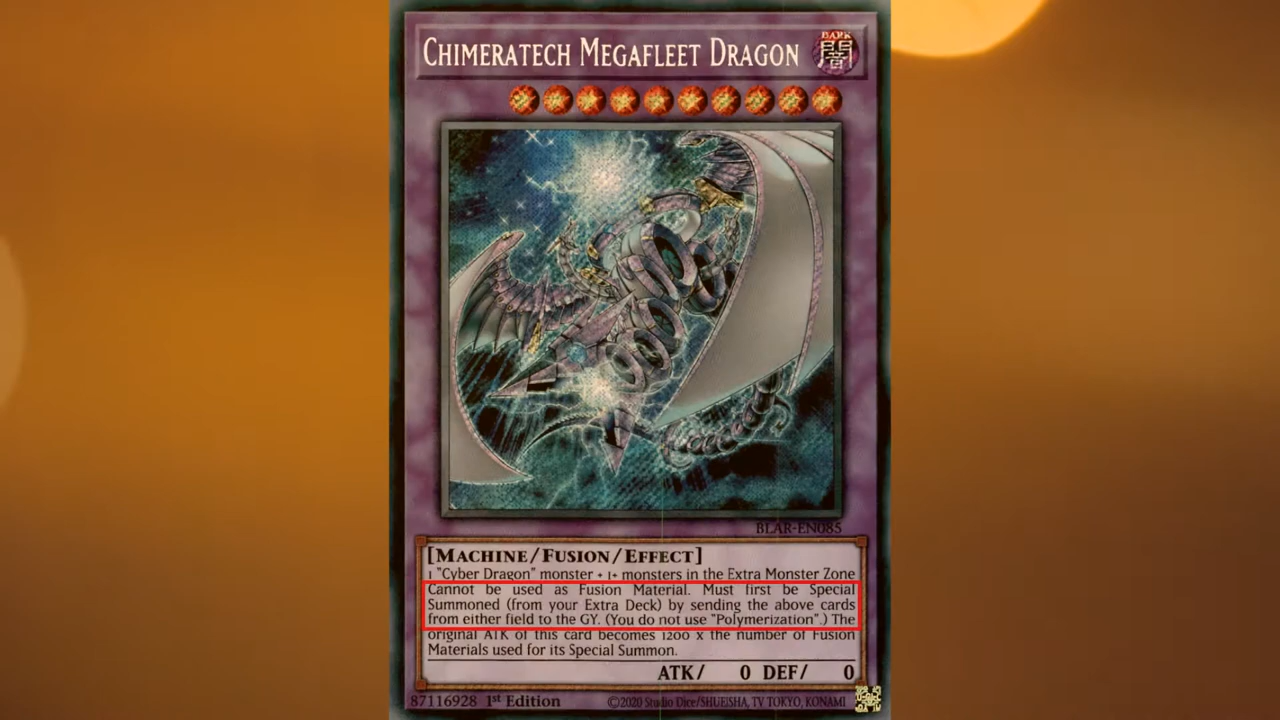 CHIMERATECH MEGAFLEET DRAGON
DARK
闇
BLAR-EN085
[MACHINE/FUSION/EFFECT]
1 "Cyber Dragon" monster + 1+ monsters in the Extra Monster Zone
Cannot be used as Fusion Material. Must first be Special
Summoned (from your Extra Deck) by sending the above cards
from either field to the GY. (You do not use "Polymerization".) The
original ATK of this card becomes 1200 x the number of Fusion
Materials used for its Special Summon.
ATK/ 0 DEF/ 0
87116928 1st Edition ©2020 Studio Dice/SHUEISHA, TV TOKYO, KONAMI